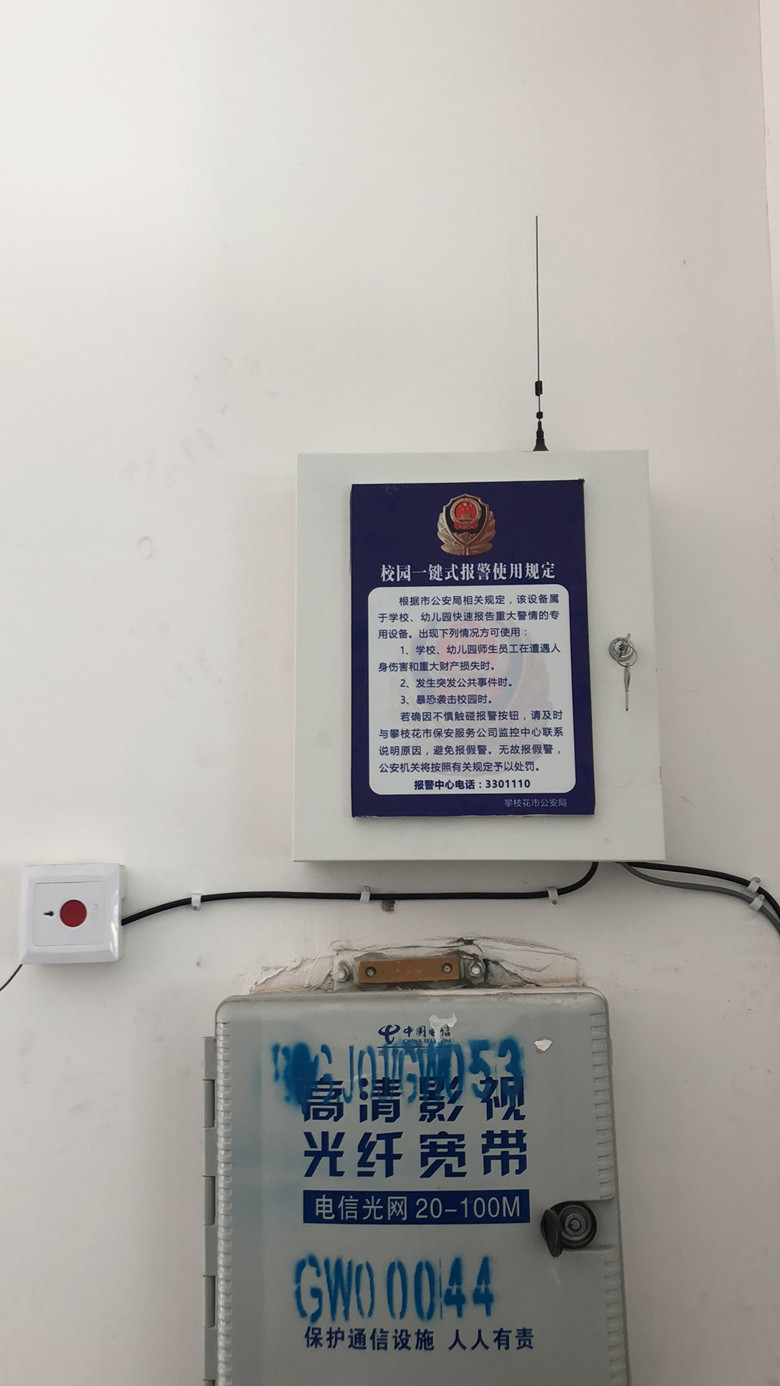 校园一键式报警使用规定
根据市公安局相关规定，该设备属
于学校、幼儿园快速报告重大警情的专
用设备。出现下列情况方可使用：
1、学校、幼儿园师生员工在遭遇人
身伤害和重大财产损失时。
2、发生突发公共事件时。
3、暴恐袭击校园时。
若确因不慎触碰报警按钮，请及时
与攀枝花市保安服务公司监控中心联系
说明原因，避免报假警。无故报假警，
公安机关将按照有关规定予以处罚。
报警中心电话：3301110
攀枝花市公安局
中国电信
CHINA TELECOM
GW053
高清影视
光纤宽带
电信光网 20-100M
GW00044
保护通信设施 人人有责